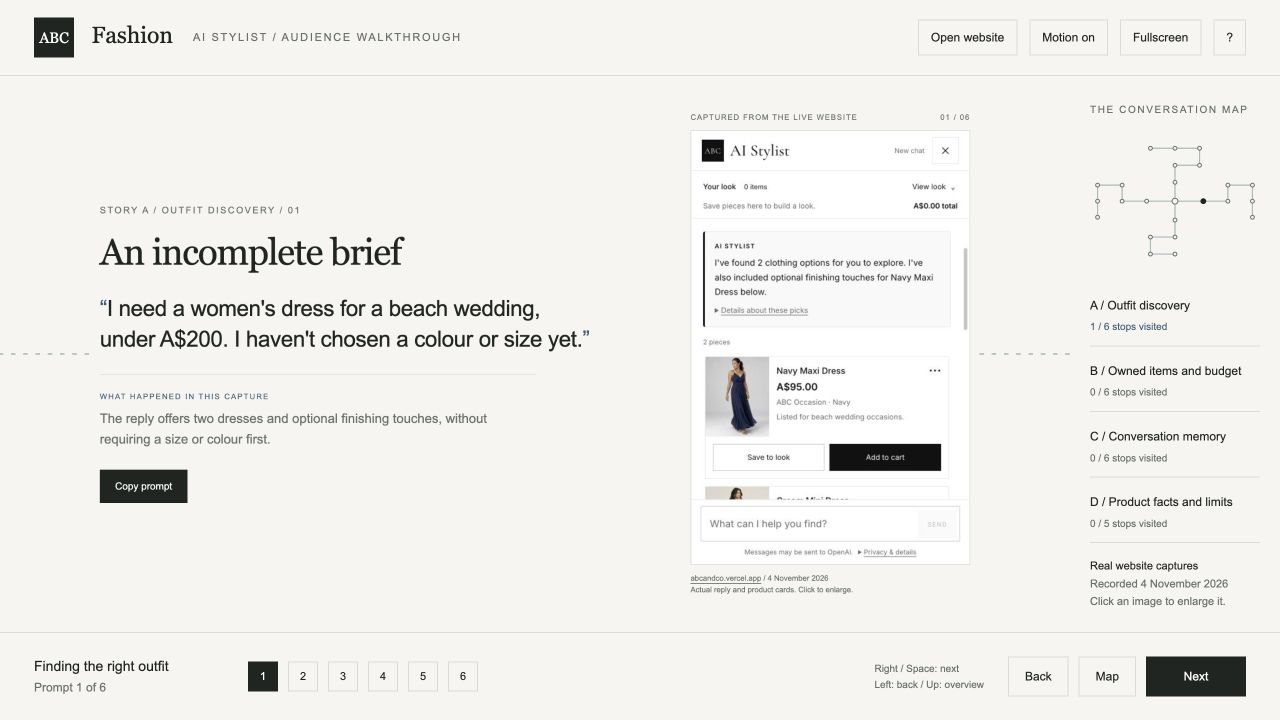 ABC
Fashion
AI STYLIST / AUDIENCE WALKTHROUGH
Open website
Motion on
Fullscreen
?
STORY A / OUTFIT DISCOVERY / 01
An incomplete brief
“I need a women's dress for a beach wedding,
under A$200. I haven't chosen a colour or size yet.”
WHAT HAPPENED IN THIS CAPTURE
The reply offers two dresses and optional finishing touches, without
requiring a size or colour first.
Copy prompt
CAPTURED FROM THE LIVE WEBSITE
01 / 06
ABC
AI Stylist
New chat
×
Your look 0 items
View look
Save pieces here to build a look.
A$0.00 total
AI STYLIST
I've found 2 clothing options for you to explore. I've
also included optional finishing touches for Navy Maxi
Dress below.
Details about these picks
2 pieces
Navy Maxi Dress
A$95.00
ABC Occasion · Navy
Listed for beach wedding occasions.
Save to look
Add to cart
What can I help you find?
SEND
Messages may be sent to OpenAI.
Privacy & details
abcandco.vercel.app / 4 November 2026
Actual reply and product cards. Click to enlarge.
THE CONVERSATION MAP
A / Outfit discovery
1 / 6 stops visited
B / Owned items and budget
0 / 6 stops visited
C / Conversation memory
0 / 6 stops visited
D / Product facts and limits
0 / 5 stops visited
Real website captures
Recorded 4 November 2026
Click an image to enlarge it.
Finding the right outfit
Prompt 1 of 6
1
2
3
4
5
6
Right / Space: next
Left: back / Up: overview
Back
Map
Next